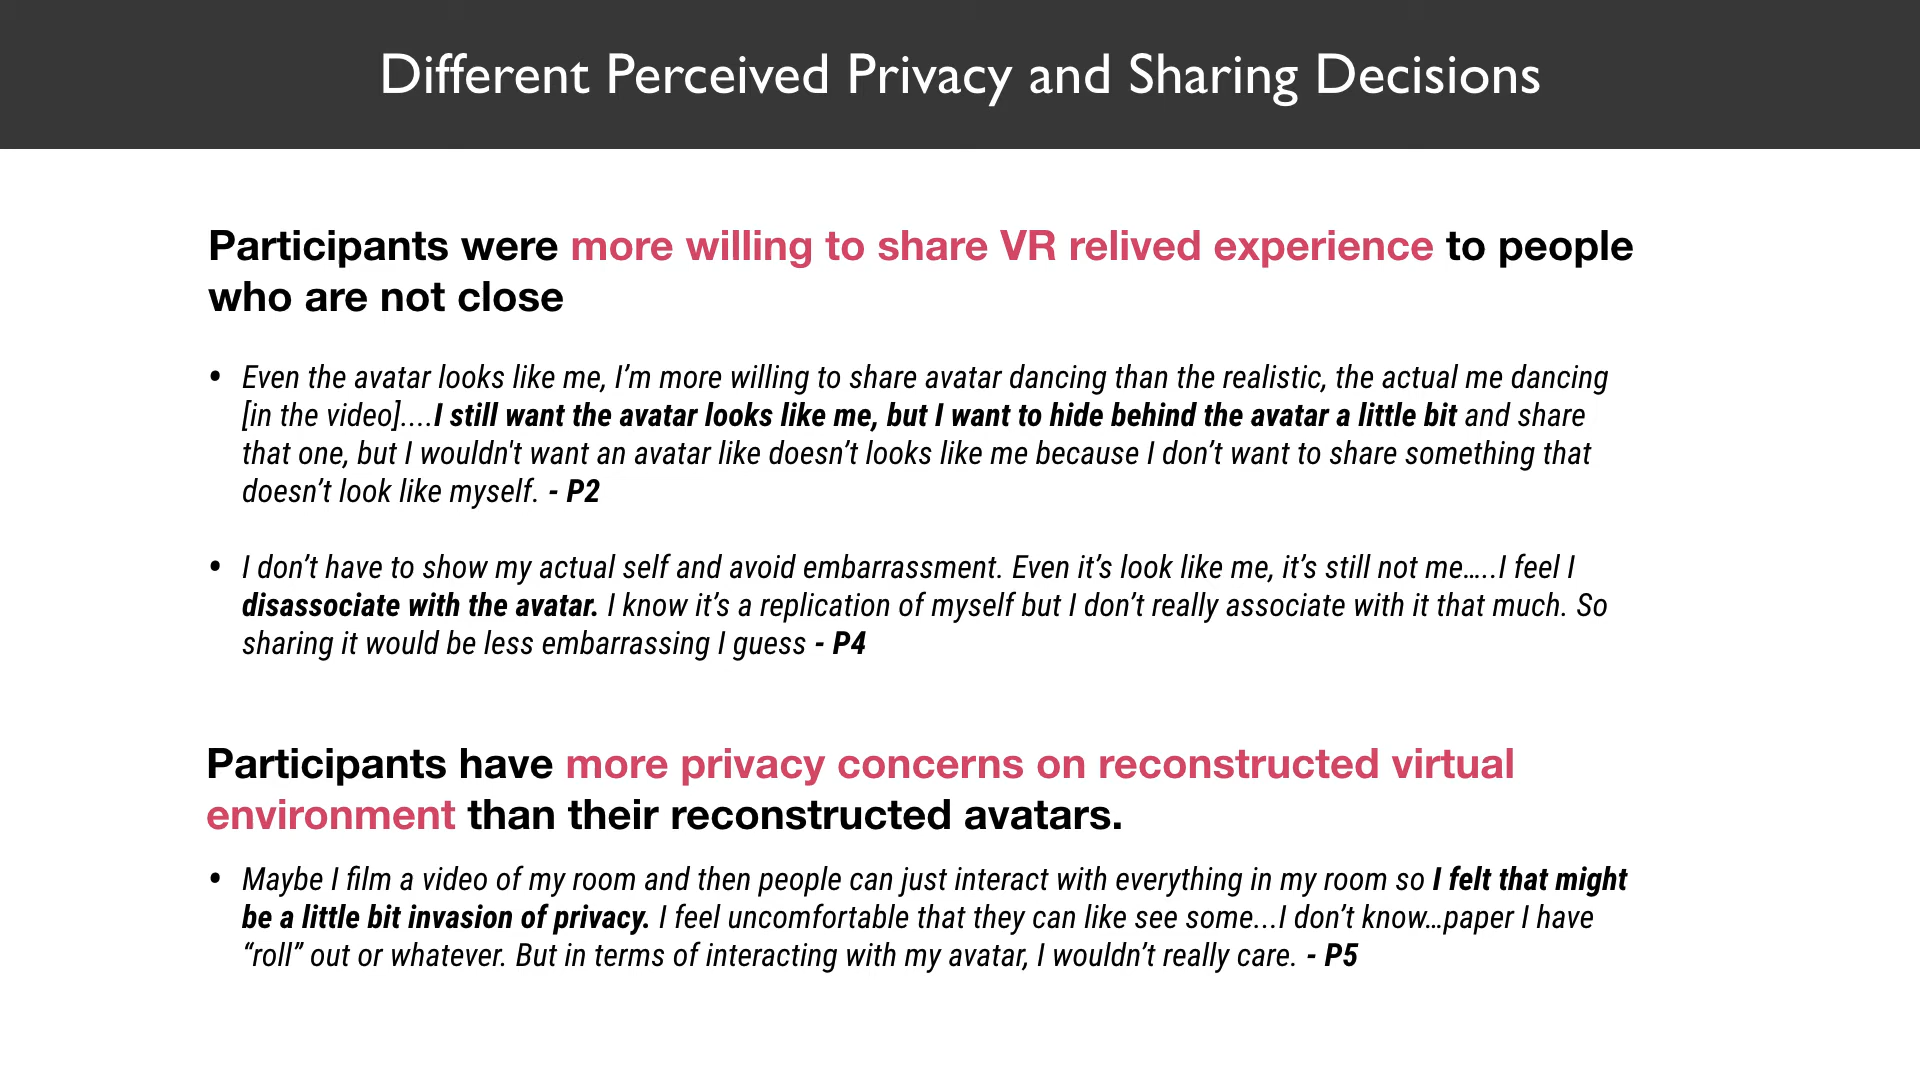 Different Perceived Privacy and Sharing Decisions
Participants were more willing to share VR relived experience to people
who are not close
• Even the avatar looks like me, I’m more willing to share avatar dancing than the realistic, the actual me dancing
[in the video]....I still want the avatar looks like me, but I want to hide behind the avatar a little bit and share
that one, but I wouldn't want an avatar like doesn’t looks like me because I don’t want to share something that
doesn’t look like myself. - P2
• I don’t have to show my actual self and avoid embarrassment. Even it’s look like me, it’s still not me…..I feel I
disassociate with the avatar. I know it’s a replication of myself but I don’t really associate with it that much. So
sharing it would be less embarrassing I guess - P4
Participants have more privacy concerns on reconstructed virtual
environment than their reconstructed avatars.
• Maybe I film a video of my room and then people can just interact with everything in my room so I felt that might
be a little bit invasion of privacy. I feel uncomfortable that they can like see some...I don’t know…paper I have
“roll” out or whatever. But in terms of interacting with my avatar, I wouldn’t really care. - P5